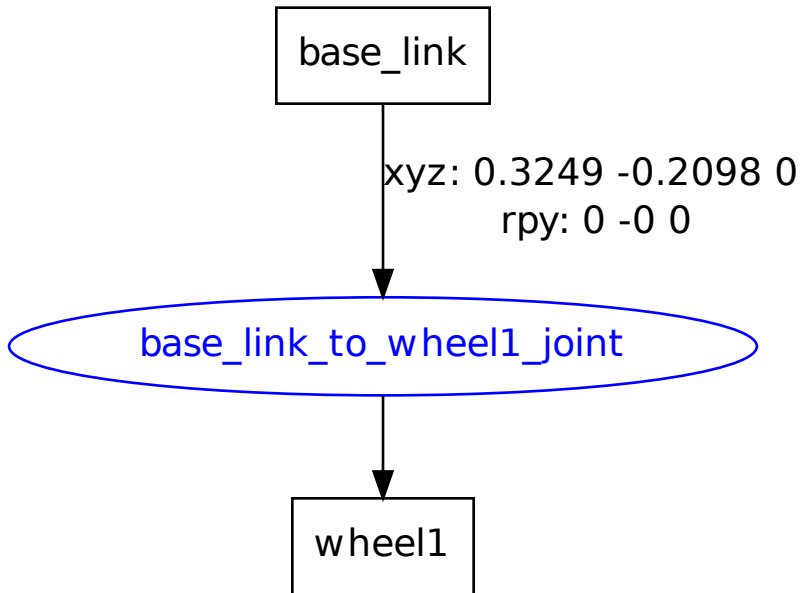 base_link
xyz: 0.3249 -0.2098 0
rpy: 0 -0 0
base_link_to_wheel1_joint
wheel1